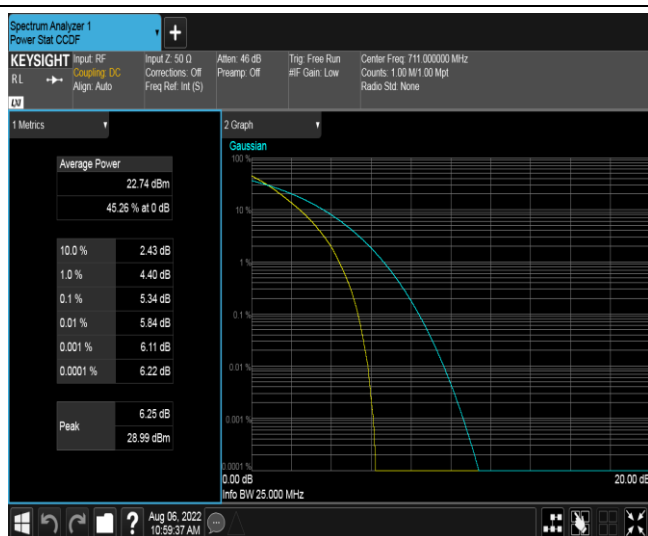 Spectrum Analyzer 1
Power Stat CCDF
+
KEYSIGHT
RL
LXI
Input: RF
Coupling: DC
Align: Auto
Input Z: 50 Ω
Corrections: Off
Freq Ref: Int (S)
Atten: 46 dB
Preamp: Off
Trig: Free Run
#IF Gain: Low
Center Freq: 711.000000 MHz
Counts: 1.00 M/1.00 Mpt
Radio Std: None
1 Metrics
Average Power
22.74 dBm
45.26 % at 0 dB
10.0 % 2.43 dB
1.0 % 4.40 dB
0.1 % 5.34 dB
0.01 % 5.84 dB
0.001 % 6.11 dB
0.0001 % 6.22 dB
Peak
6.25 dB
28.99 dBm
2 Graph
Gaussian
100 %
10 %
1 %
0.1 %
0.01 %
0.001 %
0.0001 %
0.00 dB 20.00 dB
Info BW 25.000 MHz
?
Aug 06, 2022
10:59:37 AM